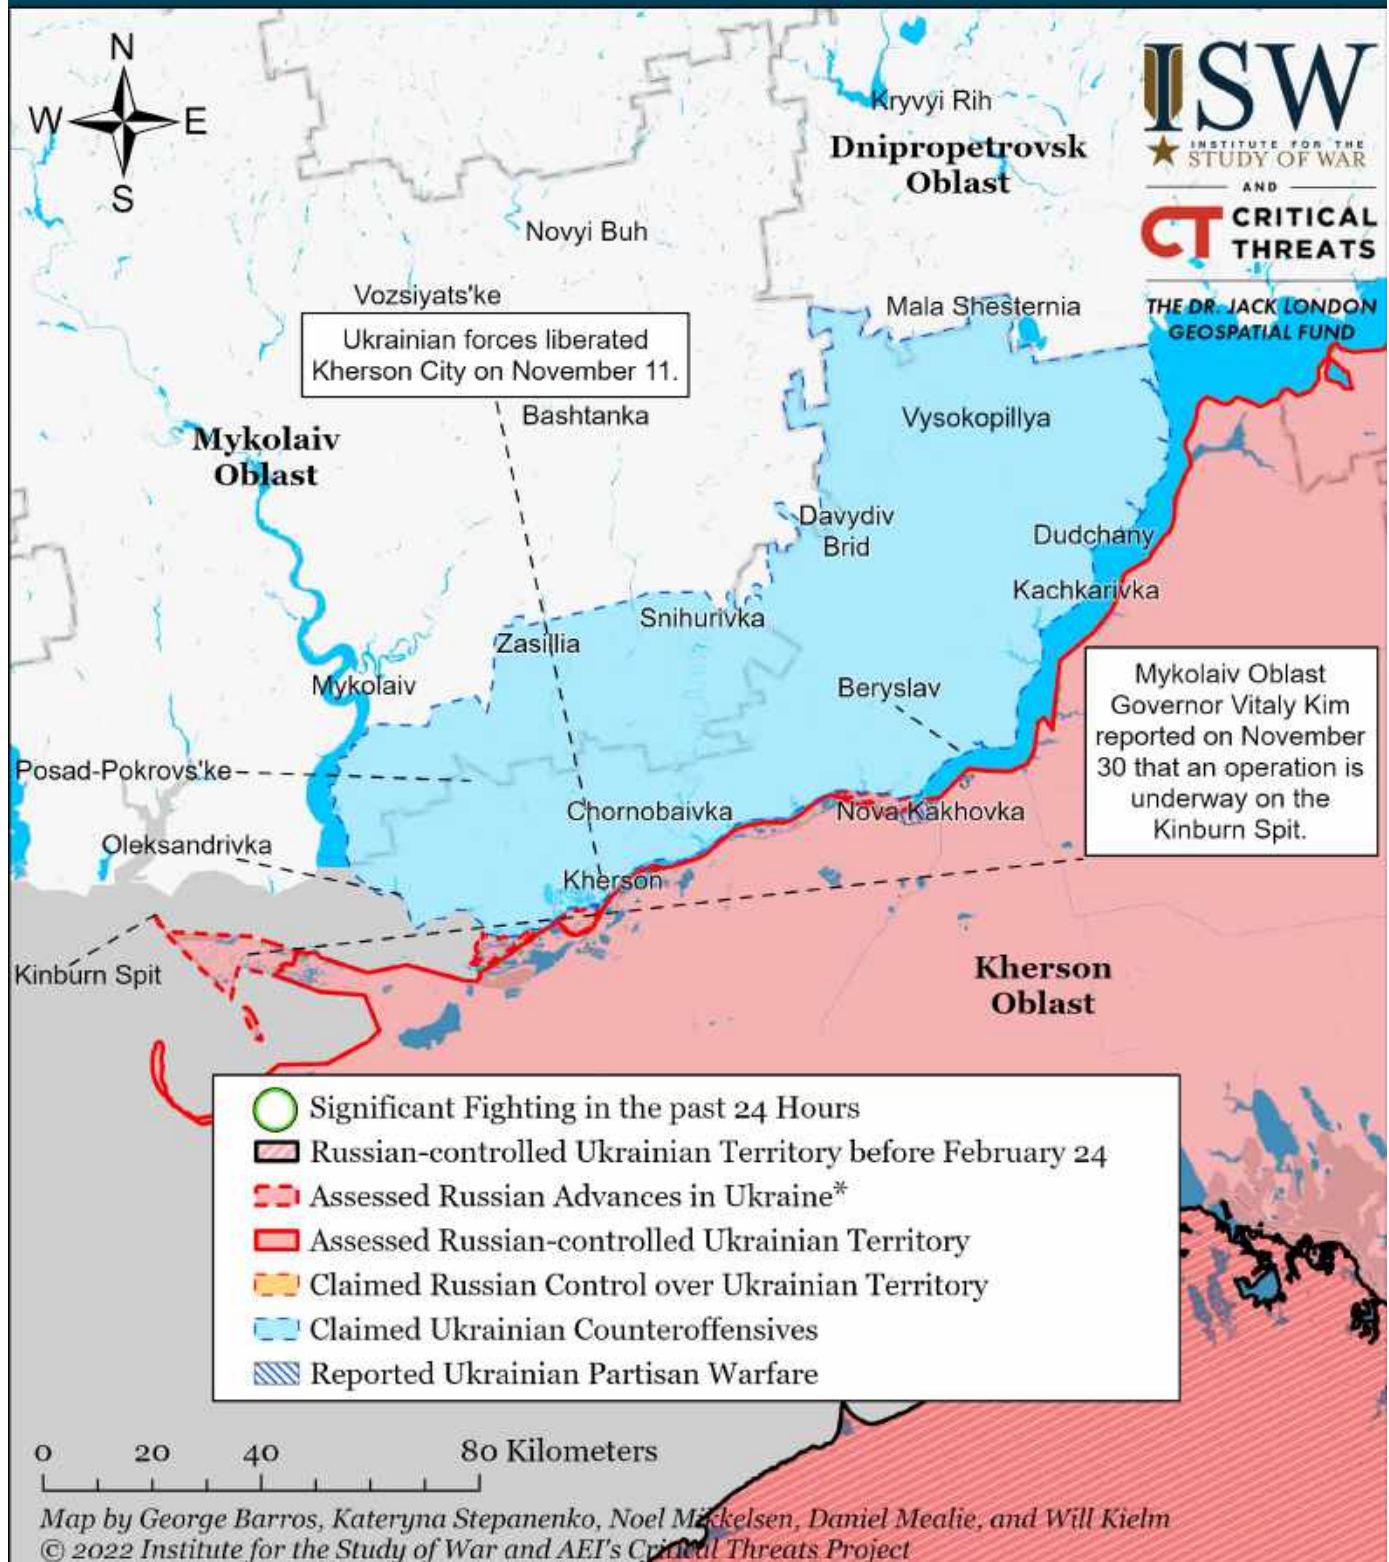 N
W E
S
ISW
INSTITUTE FOR THE
STUDY OF WAR
AND
CT CRITICAL
THREATS
THE DR. JACK LONDON
GEOSPATIAL FUND
Kryvyi Rih
Dnipropetrovsk
Oblast
Novyi Buh
Vozsiyats'ke
Mala Shesternia
Ukrainian forces liberated
Kherson City on November 11.
Bashtanka
Vysokopillya
Mykolaiv
Oblast
Davydiv
Brid
Dudchany
Kachkarivka
Snihurivka
Zasillia
Mykolaiv
Beryslav
Mykolaiv Oblast
Governor Vitaly Kim
reported on November
30 that an operation is
underway on the
Kinburn Spit.
Posad-Pokrovs'ke
Chornobaivka
Nova Kakhovka
Oleksandrivka
Kherson
Kinburn Spit
Kherson
Oblast
Significant Fighting in the past 24 Hours
Russian-controlled Ukrainian Territory before February 24
Assessed Russian Advances in Ukraine*
Assessed Russian-controlled Ukrainian Territory
Claimed Russian Control over Ukrainian Territory
Claimed Ukrainian Counteroffensives
Reported Ukrainian Partisan Warfare
0 20 40 80 Kilometers
Map by George Barros, Kateryna Stepanenko, Noel Mikkelsen, Daniel Mealie, and Will Kielm
© 2022 Institute for the Study of War and AEI's Critical Threats Project